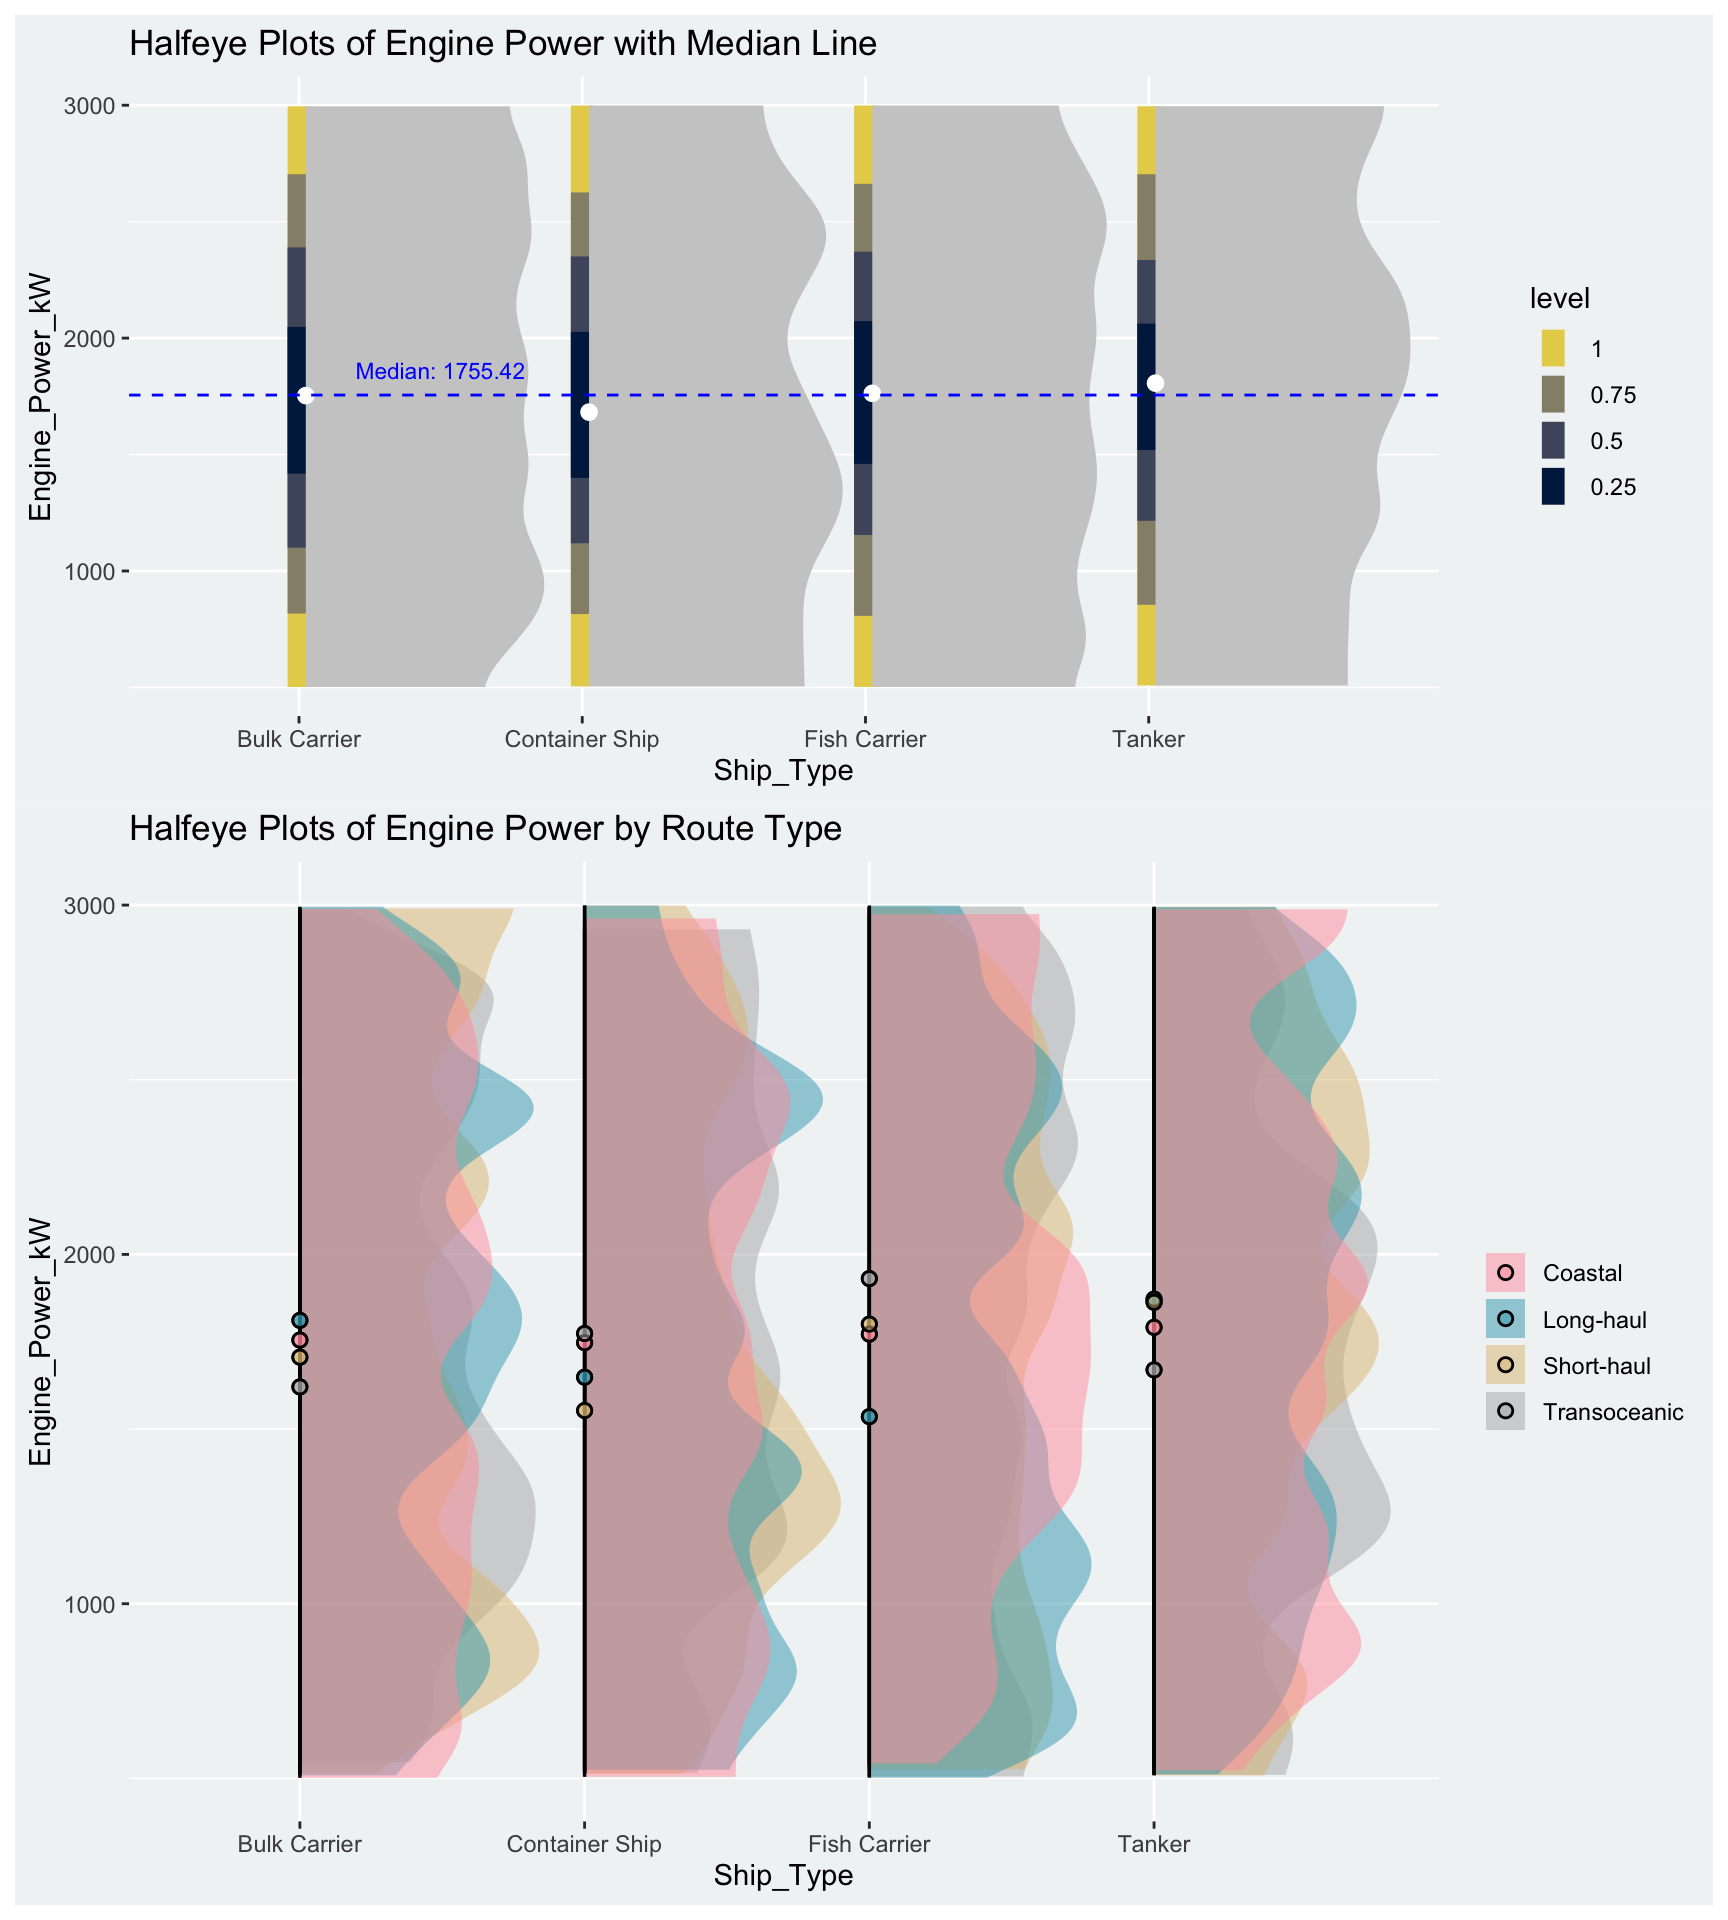 Halfeye Plots of Engine Power with Median Line
Engine_Power_kW
3000
2000
1000
Median: 1755.42
Bulk Carrier
Container Ship
Fish Carrier
Tanker
Ship_Type
level
1
0.75
0.5
0.25
Halfeye Plots of Engine Power by Route Type
Engine_Power_kW
3000
2000
1000
Bulk Carrier
Container Ship
Fish Carrier
Tanker
Ship_Type
Coastal
Long-haul
Short-haul
Transoceanic